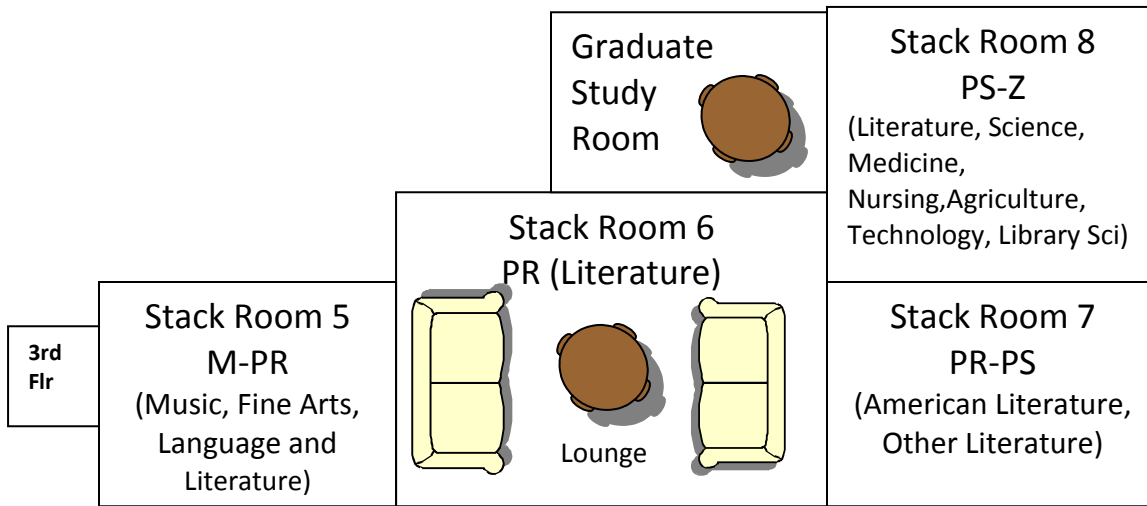 Graduate
Study
Room
Stack Room 8
PS-Z
(Literature, Science,
Medicine,
Nursing,Agriculture,
Technology, Library Sci)
Stack Room 6
PR (Literature)
Lounge
3rd
Flr
Stack Room 5
M-PR
(Music, Fine Arts,
Language and
Literature)
Stack Room 7
PR-PS
(American Literature,
Other Literature)